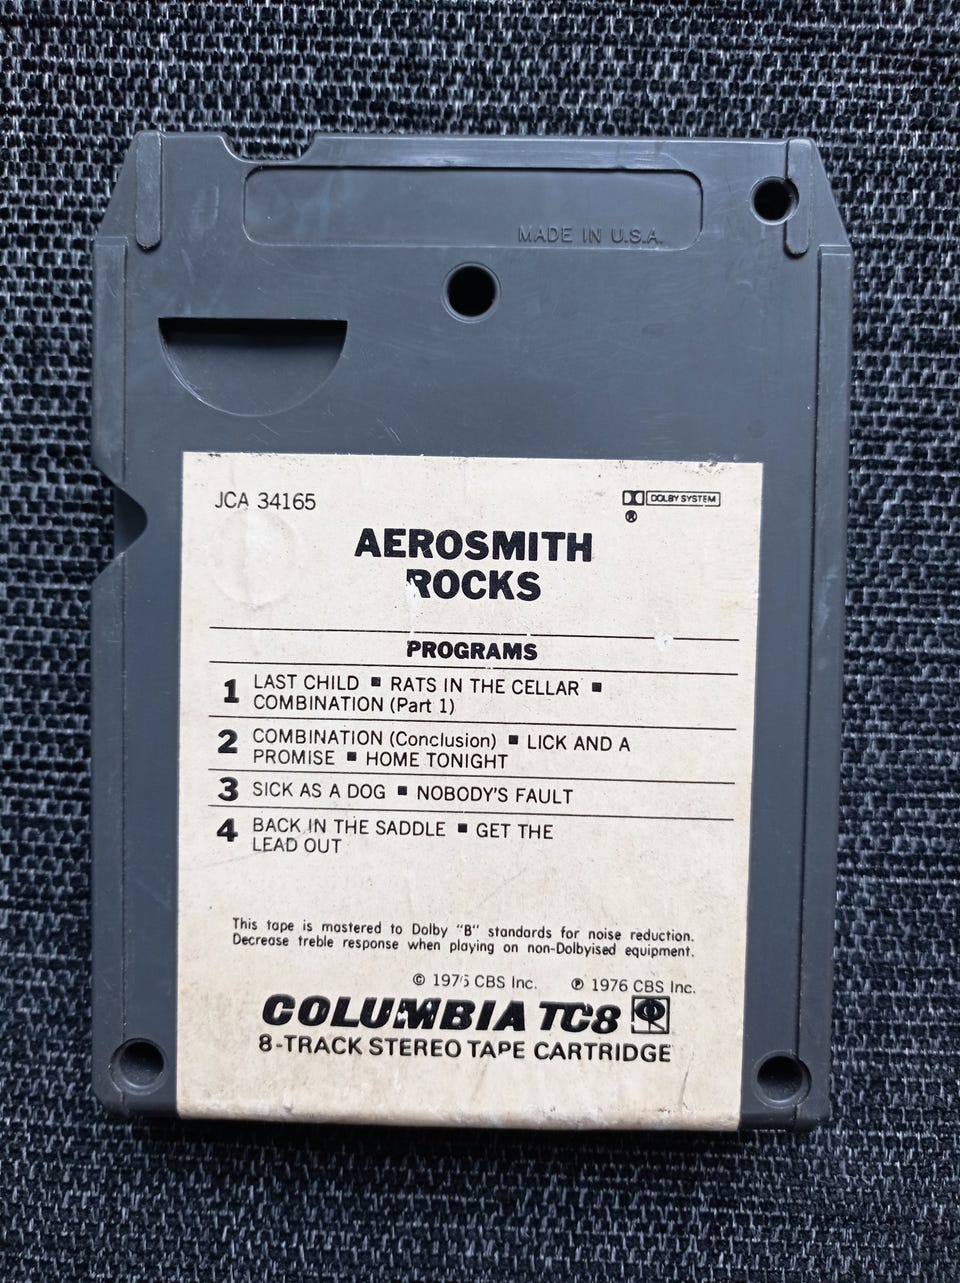 MADE IN U.S.A.
JCA 34165
DOLBY SYSTEM
®
AEROSMITH
ROCKS
PROGRAMS
1 LAST CHILD ▪ RATS IN THE CELLAR ▪
COMBINATION (Part 1)
2 COMBINATION (Conclusion) ▪ LICK AND A
PROMISE ▪ HOME TONIGHT
3 SICK AS A DOG ▪ NOBODY'S FAULT
4 BACK IN THE SADDLE ▪ GET THE
LEAD OUT
This tape is mastered to Dolby "B" standards for noise reduction.
Decrease treble response when playing on non-Dolbyised equipment.
© 1976 CBS Inc. ℗ 1976 CBS Inc.
COLUMBIA TC8
8-TRACK STEREO TAPE CARTRIDGE